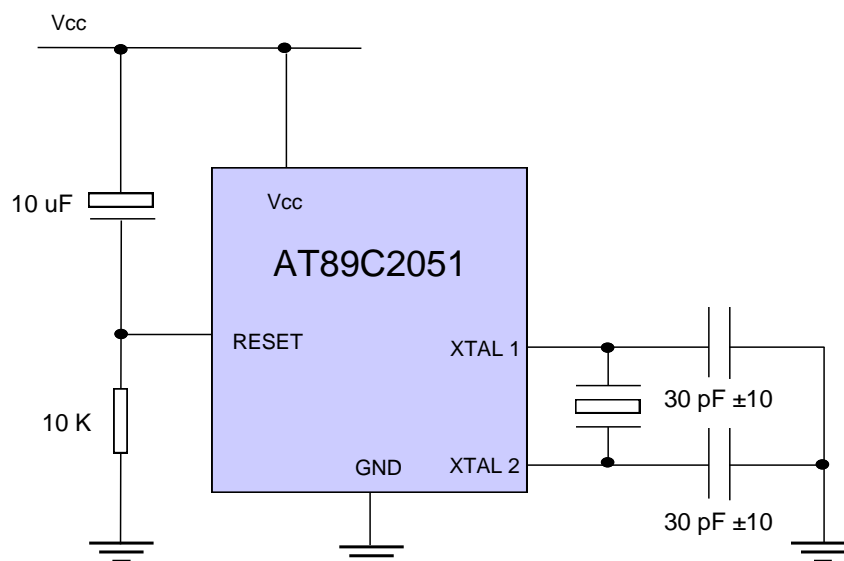 Vcc
10 uF
Vcc
AT89C2051
RESET
XTAL 1
30 pF ±10
10 K
GND
XTAL 2
30 pF ±10